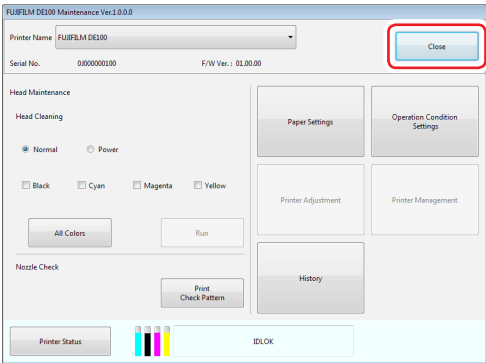 FUJIFILM DE100 Maintenance Ver.1.0.0.0
Printer Name FUJIFILM DE100
Close
Serial No. 0J000000100 F/W Ver. : 01.00.00
Head Maintenance
Head Cleaning
Normal Power
Black Cyan Magenta Yellow
All Colors Run
Nozzle Check
Print
Check Pattern
Paper Settings
Operation Condition
Settings
Printer Adjustment
Printer Management
History
Printer Status
IDLOK